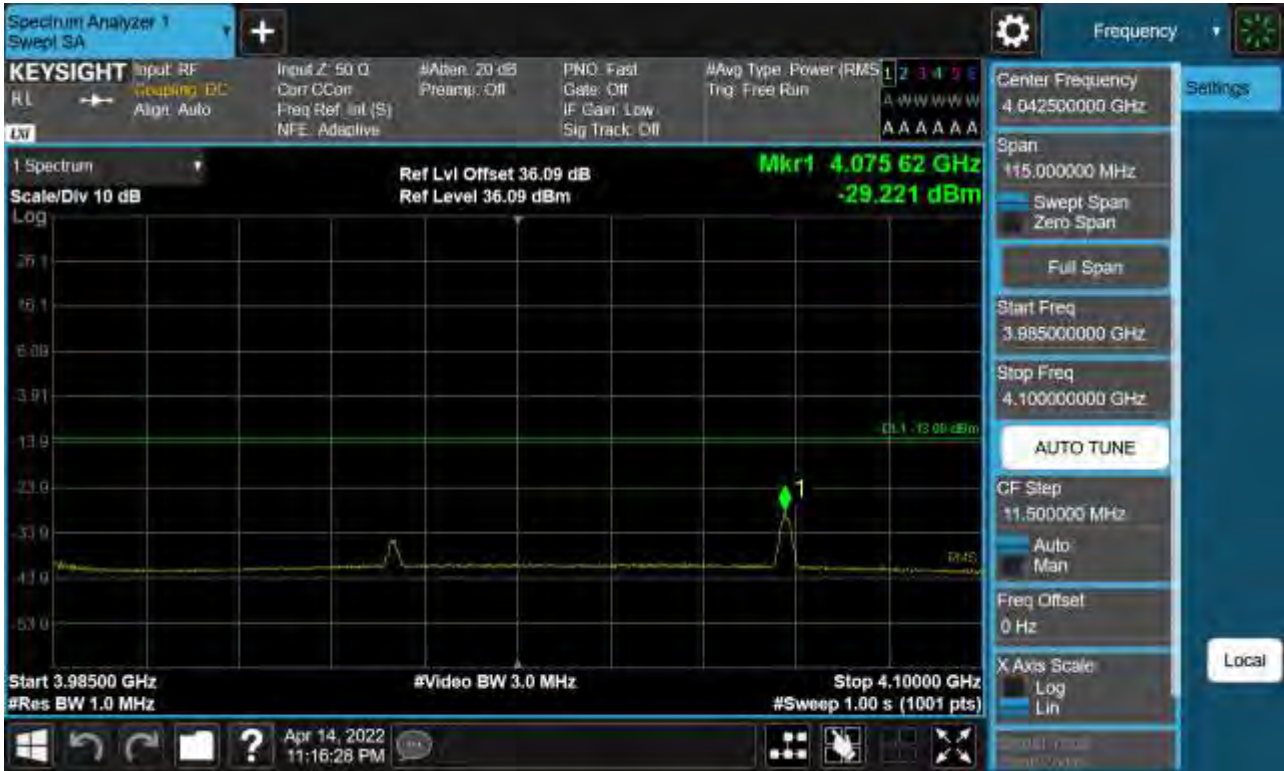 Spectrum Analyzer 1
Swept SA
Frequency
KEYSIGHT
RL
LXI
Input: RF
Coupling: DC
Align: Auto
Input Z: 50 Ω
Corr CCorr
Freq Ref: Int (S)
NFE: Adaptive
#Atten: 20 dB
Preamp: Off
PNO: Fast
Gate: Off
IF Gain: Low
Sig Track: Off
#Avg Type: Power (RMS
Trig: Free Run
1 2 3 4 5 6
A W W W W W
A A A A A A
1 Spectrum
Scale/Div 10 dB
Log
Ref Lvl Offset 36.09 dB
Ref Level 36.09 dBm
Mkr1 4.075 62 GHz
-29.221 dBm
26.1
16.1
6.09
-3.91
-13.9
DL1 -13.00 dBm
-23.9
1
-33.9
RMS
-43.9
-53.9
Start 3.98500 GHz
#Res BW 1.0 MHz
#Video BW 3.0 MHz
Stop 4.10000 GHz
#Sweep 1.00 s (1001 pts)
Center Frequency
4.042500000 GHz
Settings
Span
115.000000 MHz
Swept Span
Zero Span
Full Span
Start Freq
3.985000000 GHz
Stop Freq
4.100000000 GHz
AUTO TUNE
CF Step
11.500000 MHz
Auto
Man
Freq Offset
0 Hz
X Axis Scale
Log
Lin
Local
?
Apr 14, 2022
11:16:28 PM